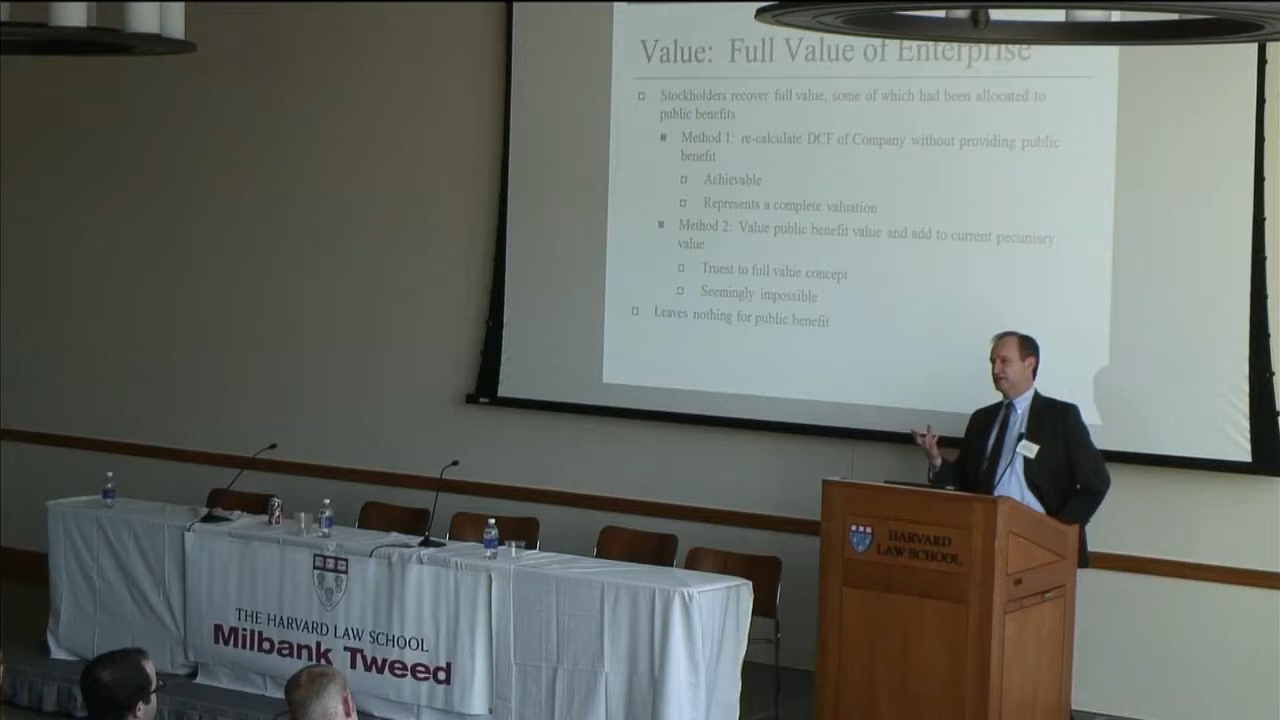 Value: Full Value of Enterprise
Stockholders recover full value, some of which had been allocated to
public benefits
Method 1: re-calculate DCF of Company without providing public
benefit
Achievable
Represents a complete valuation
Method 2: Value public benefit value and add to current pecuniary
value
Truest to full value concept
Seemingly impossible
Leaves nothing for public benefit
HARVARD
LAW SCHOOL
THE HARVARD LAW SCHOOL
Milbank Tweed